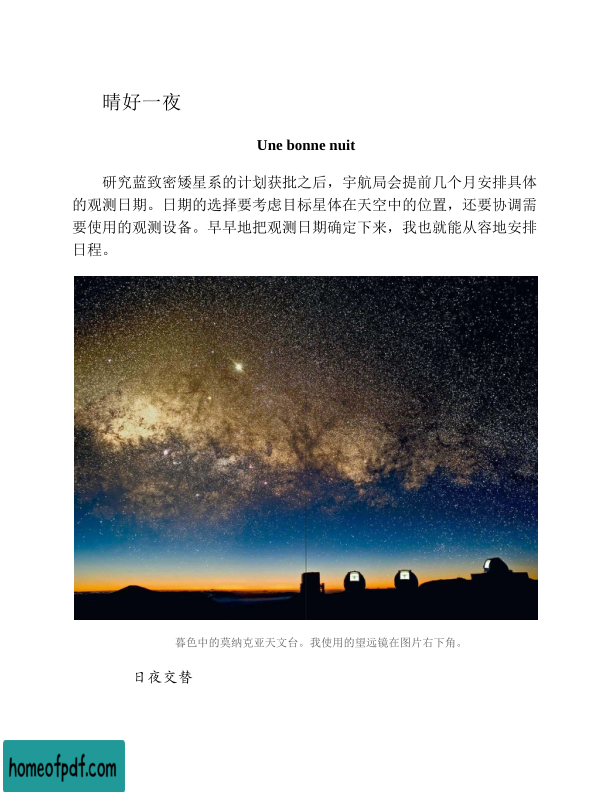 晴好一夜
Une bonne nuit
研究蓝致密矮星系的计划获批之后，宇航局会提前几个月安排具体
的观测日期。日期的选择要考虑目标星体在天空中的位置，还要协调需
要使用的观测设备。早早地把观测日期确定下来，我也就能从容地安排
日程。
暮色中的莫纳克亚天文台。我使用的望远镜在图片右下角。
日夜交替
homeofpdf.com